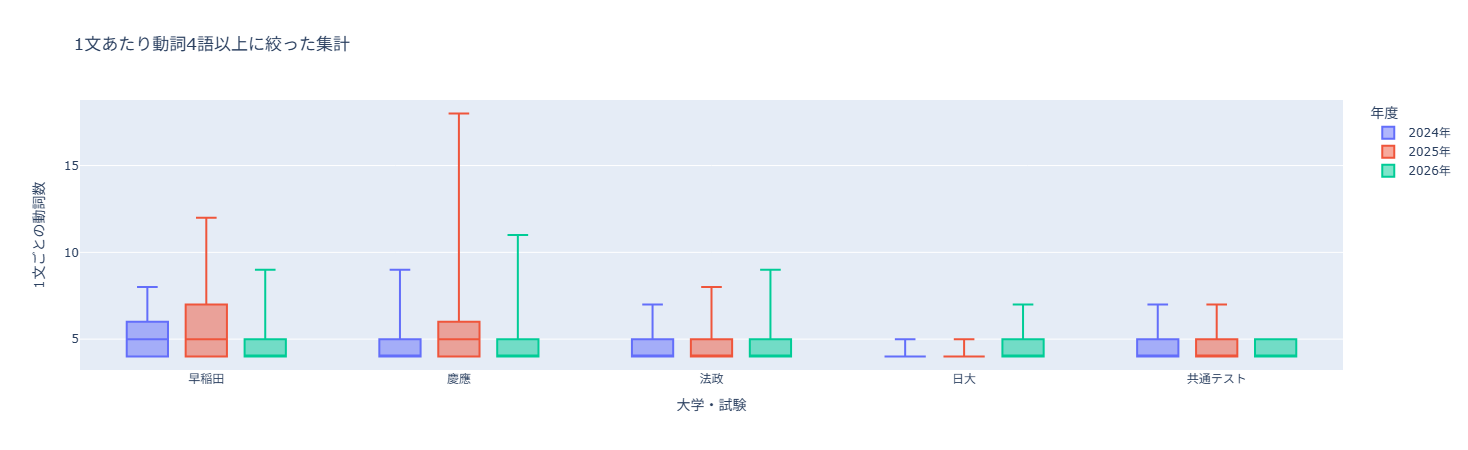 1文あたり動詞4語以上に絞った集計
年度
2024年
2025年
2026年
1文ごとの動詞数
15
10
5
早稲田
慶應
法政
日大
共通テスト
大学・試験